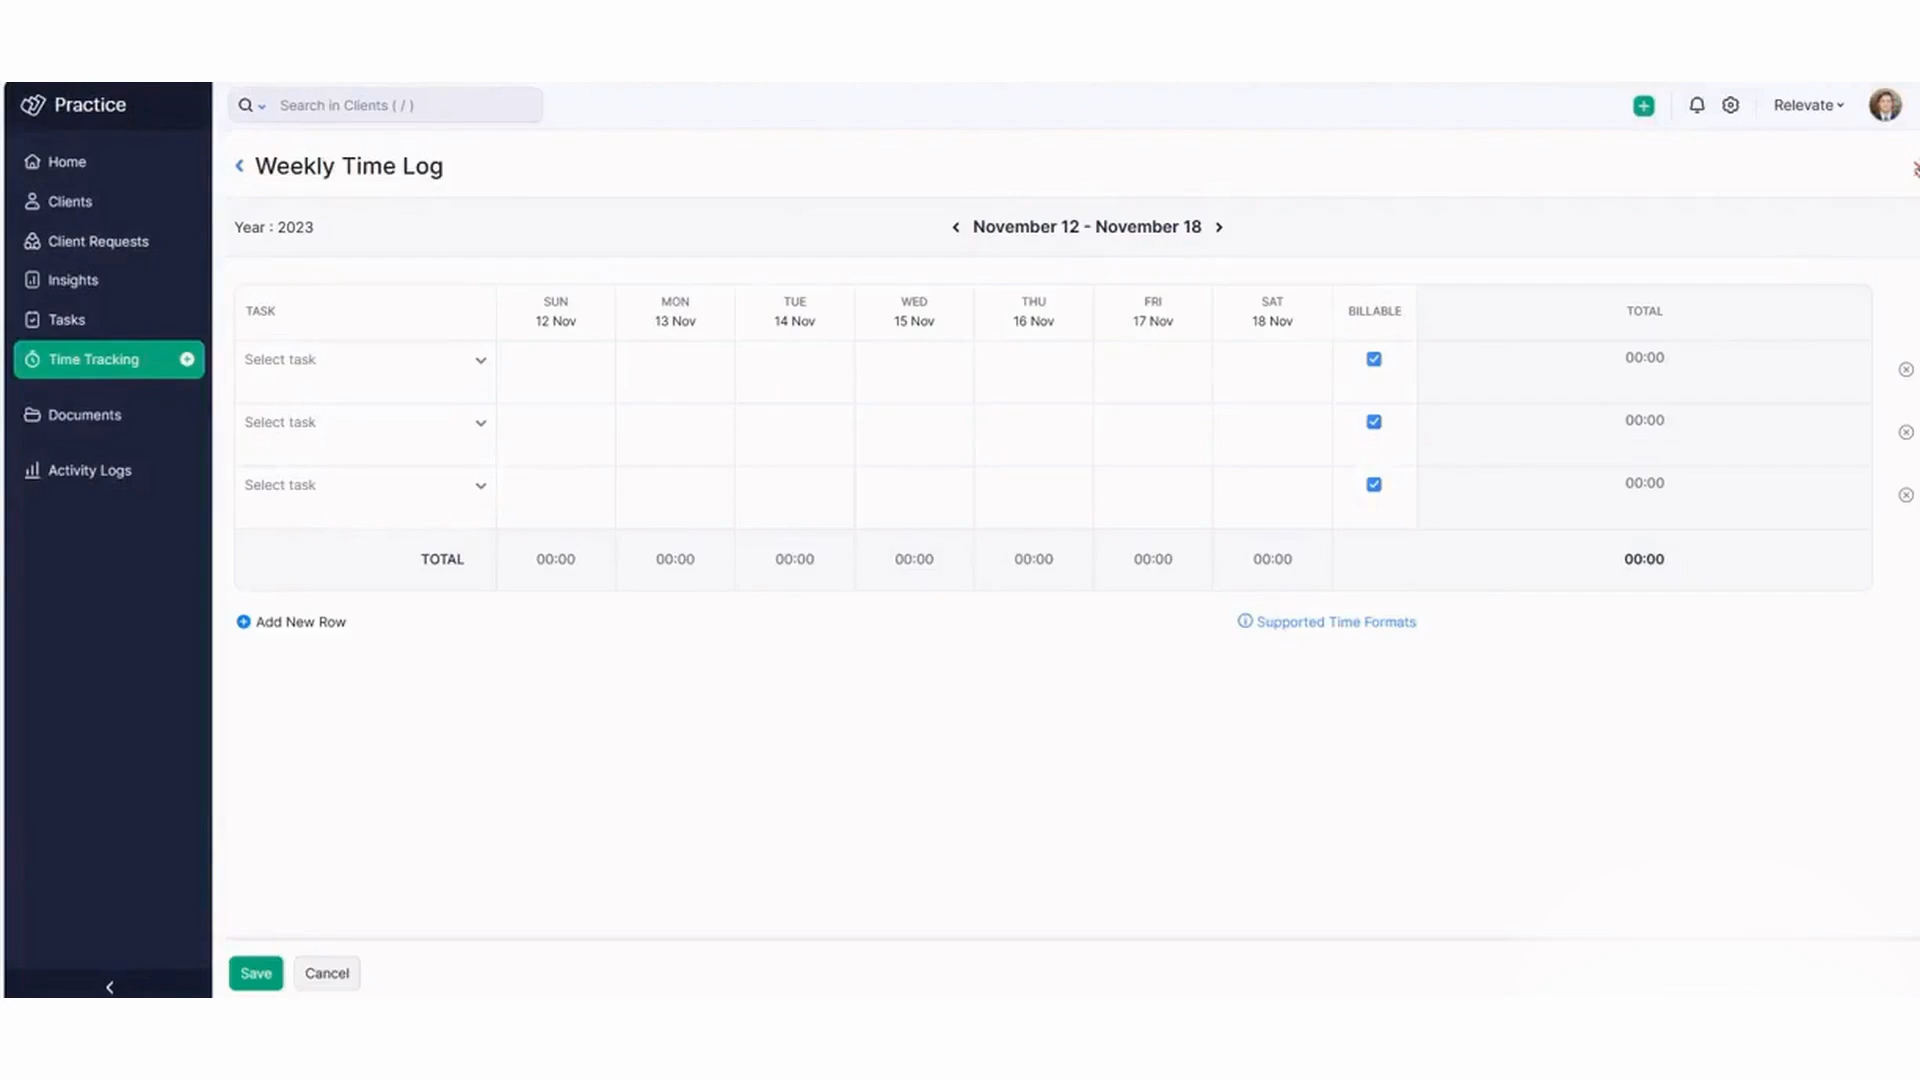 Practice
Search in Clients ( / )
Relevate
Home
Clients
Client Requests
Insights
Tasks
Time Tracking
Documents
Activity Logs
Weekly Time Log
Year : 2023
November 12 - November 18
TASK SUN MON TUE WED THU FRI SAT BILLABLE TOTAL
12 Nov 13 Nov 14 Nov 15 Nov 16 Nov 17 Nov 18 Nov
Select task 00:00
Select task 00:00
Select task 00:00
TOTAL 00:00 00:00 00:00 00:00 00:00 00:00 00:00 00:00
Add New Row
Supported Time Formats
Save Cancel